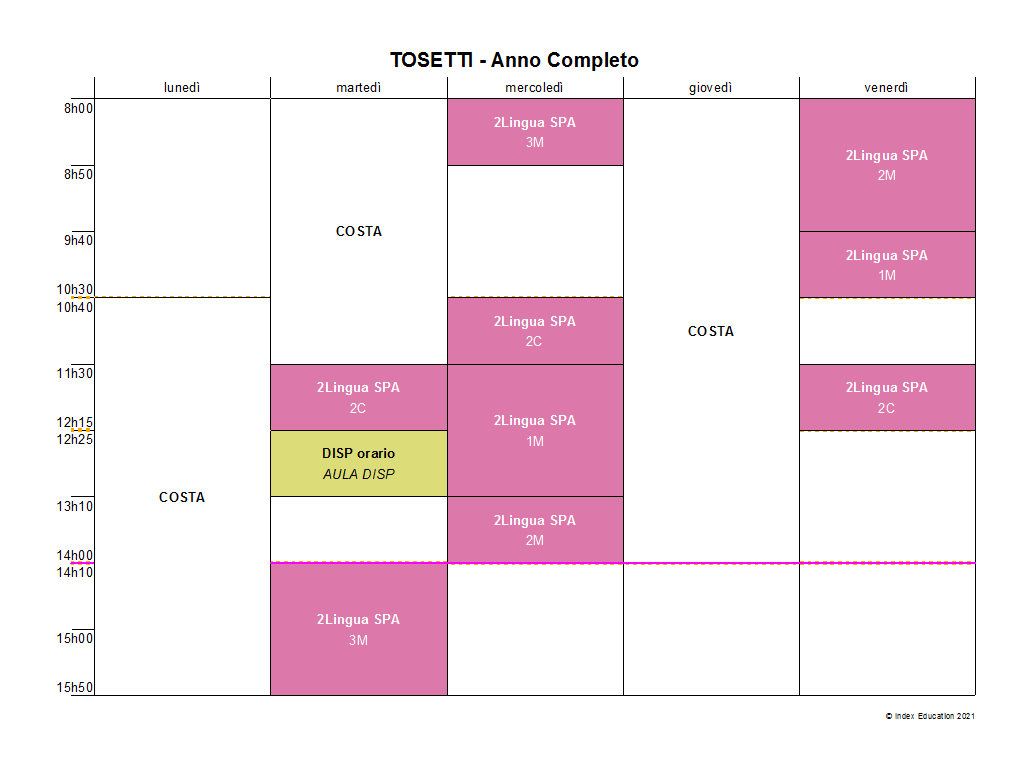 TOSETTI - Anno Completo
lunedì martedì mercoledì giovedì venerdì
8h00
8h50
9h40
10h30
10h40
11h30
12h15
12h25
13h10
14h00
14h10
15h00
15h50
COSTA
COSTA
2Lingua SPA
2C
DISP orario
AULA DISP
2Lingua SPA
3M
2Lingua SPA
3M
2Lingua SPA
2C
2Lingua SPA
1M
2Lingua SPA
2M
COSTA
2Lingua SPA
2M
2Lingua SPA
1M
2Lingua SPA
2C
© Index Education 2021